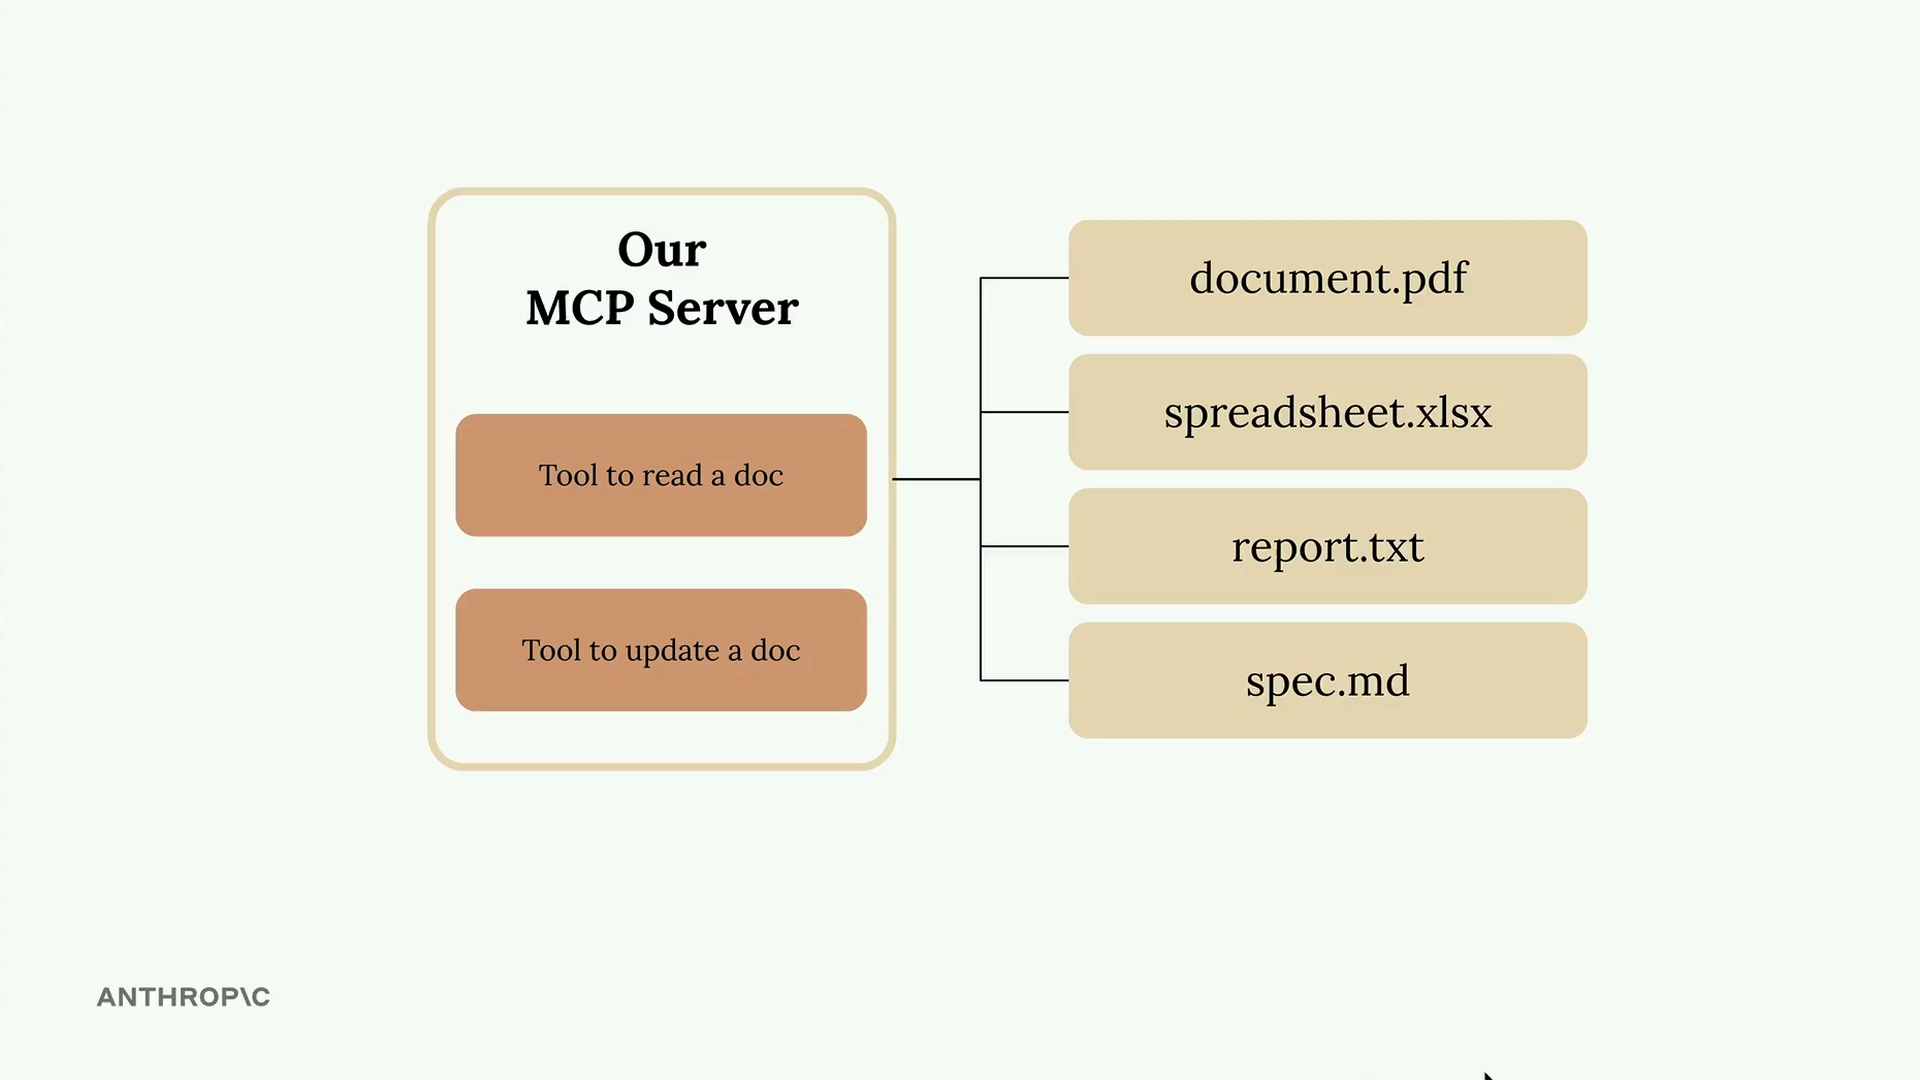 Our
MCP Server
Tool to read a doc
Tool to update a doc
document.pdf
spreadsheet.xlsx
report.txt
spec.md
ANTHROP\C